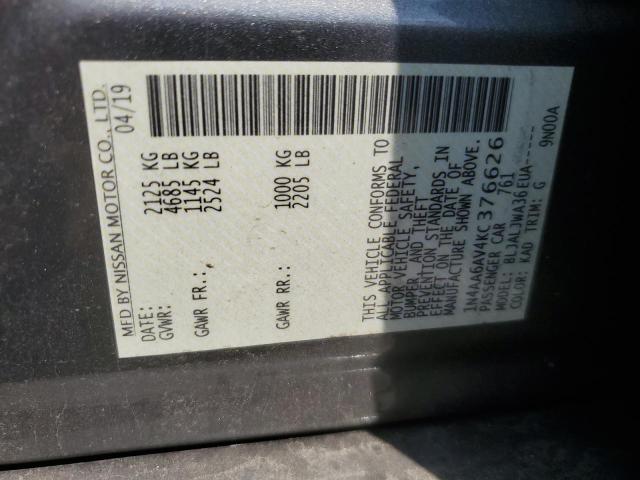 MFD BY NISSAN MOTOR CO., LTD.
DATE: 04/19
GVWR: 2125 KG
4685 LB
GAWR FR.: 1145 KG
2524 LB
GAWR RR.: 1000 KG
2205 LB
THIS VEHICLE CONFORMS TO
ALL APPLICABLE FEDERAL
MOTOR VEHICLE SAFETY,
BUMPER, AND THEFT
PREVENTION STANDARDS IN
EFFECT ON THE DATE OF
MANUFACTURE SHOWN ABOVE.
1N4AA6AV4KC376626
PASSENGER CAR 761
MODEL: BLJALJWA36EUA
COLOR: KAD TRIM: G 9N00A